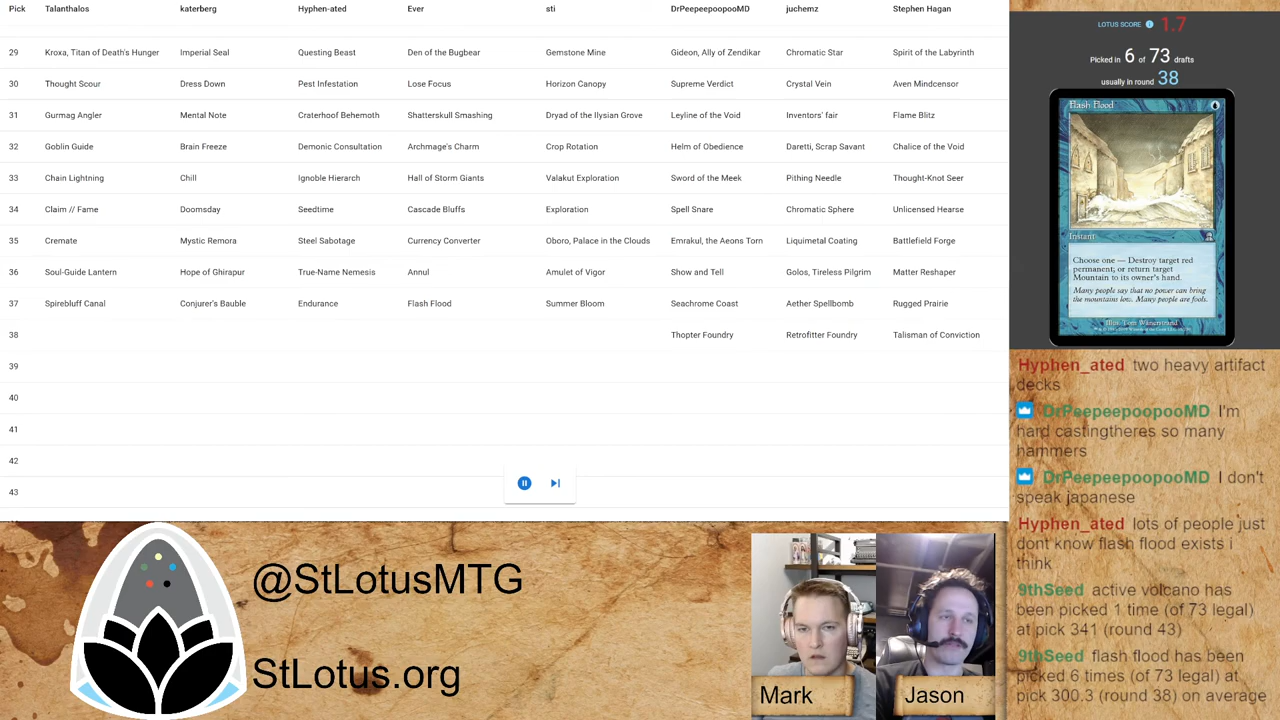 Pick Talanthalos katerberg Hyphen-ated Ever sti DrPeepeepoopooMD juchemz Stephen Hagan
29 Kroxa, Titan of Death's Hunger Imperial Seal Questing Beast Den of the Bugbear Gemstone Mine Gideon, Ally of Zendikar Chromatic Star Spirit of the Labyrinth
30 Thought Scour Dress Down Pest Infestation Lose Focus Horizon Canopy Supreme Verdict Crystal Vein Aven Mindcensor
31 Gurmag Angler Mental Note Craterhoof Behemoth Shatterskull Smashing Dryad of the Ilysian Grove Leyline of the Void Inventors' fair Flame Blitz
32 Goblin Guide Brain Freeze Demonic Consultation Archmage's Charm Crop Rotation Helm of Obedience Daretti, Scrap Savant Chalice of the Void
33 Chain Lightning Chill Ignoble Hierarch Hall of Storm Giants Valakut Exploration Sword of the Meek Pithing Needle Thought-Knot Seer
34 Claim // Fame Doomsday Seedtime Cascade Bluffs Exploration Spell Snare Chromatic Sphere Unlicensed Hearse
35 Cremate Mystic Remora Steel Sabotage Currency Converter Oboro, Palace in the Clouds Emrakul, the Aeons Torn Liquimetal Coating Battlefield Forge
36 Soul-Guide Lantern Hope of Ghirapur True-Name Nemesis Annul Amulet of Vigor Show and Tell Golos, Tireless Pilgrim Matter Reshaper
37 Spirebluff Canal Conjurer's Bauble Endurance Flash Flood Summer Bloom Seachrome Coast Aether Spellbomb Rugged Prairie
38 Thopter Foundry Retrofitter Foundry Talisman of Conviction
39
40
41
42
43
LOTUS SCORE 1.7
Picked in 6 of 73 drafts
usually in round 38
Flash Flood
Instant
Choose one — Destroy target red
permanent; or return target
Mountain to its owner's hand.
Many people say that no power can bring
the mountains low. Many people are fools.
Hyphen_ated two heavy artifact
decks
DrPeepeepoopooMD I'm
hard castingtheres so many
hammers
DrPeepeepoopooMD I don't
speak japanese
Hyphen_ated lots of people just
dont know flash flood exists i
think
9thSeed active volcano has
been picked 1 time (of 73 legal)
at pick 341 (round 43)
9thSeed flash flood has been
picked 6 times (of 73 legal) at
pick 300.3 (round 38) on average
@StLotusMTG
StLotus.org
Mark
Jason